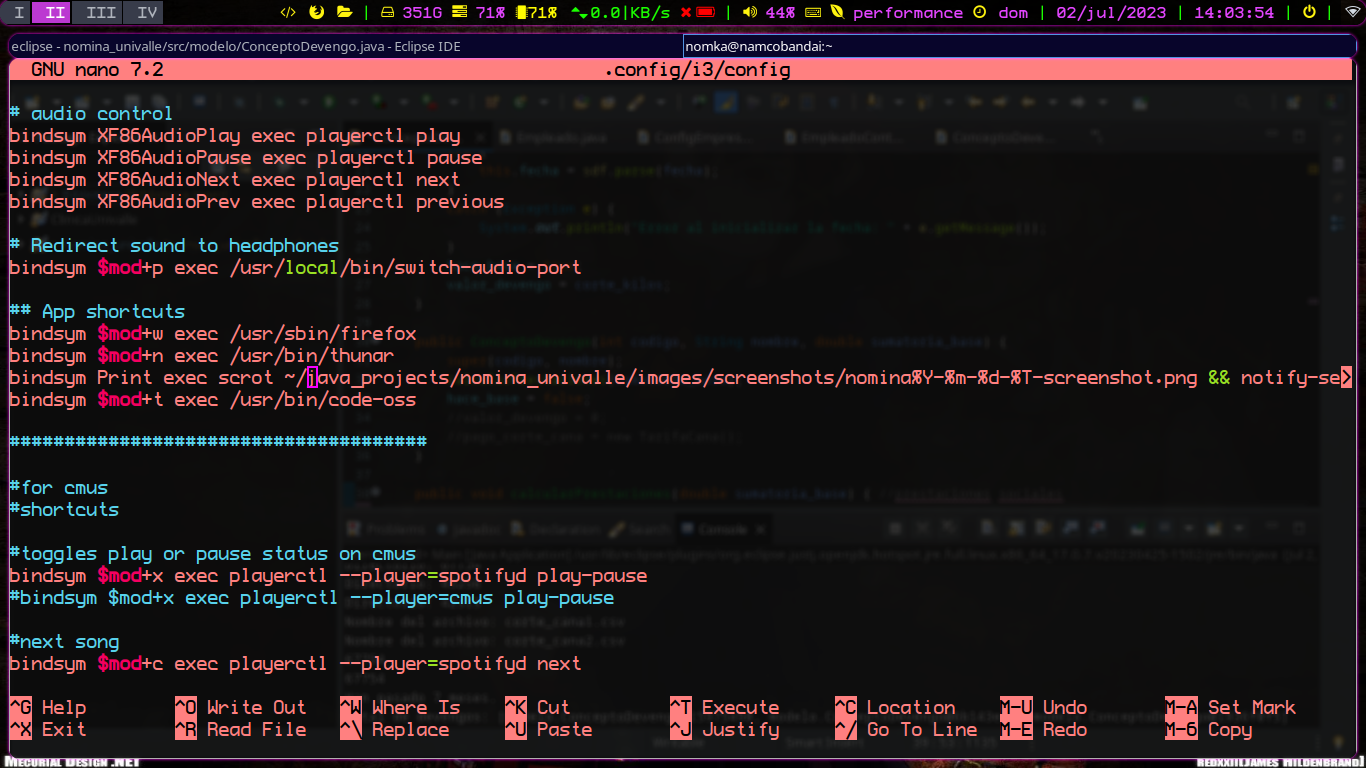 I II III IV 351G 71% 71% 0.0|KB/s 44% performance dom | 02/jul/2023 | 14:03:54
eclipse - nomina_univalle/src/modelo/ConceptoDevengo.java - Eclipse IDE nomka@namcobandai:~
GNU nano 7.2 .config/i3/config
# audio control
bindsym XF86AudioPlay exec playerctl play
bindsym XF86AudioPause exec playerctl pause
bindsym XF86AudioNext exec playerctl next
bindsym XF86AudioPrev exec playerctl previous
# Redirect sound to headphones
bindsym $mod+p exec /usr/local/bin/switch-audio-port
## App shortcuts
bindsym $mod+w exec /usr/sbin/firefox
bindsym $mod+n exec /usr/bin/thunar
bindsym Print exec scrot ~/java_projects/nomina_univalle/images/screenshots/nomina%Y-%m-%d-%T-screenshot.png && notify-se>
bindsym $mod+t exec /usr/bin/code-oss
######################################
#for cmus
#shortcuts
#toggles play or pause status on cmus
bindsym $mod+x exec playerctl --player=spotifyd play-pause
#bindsym $mod+x exec playerctl --player=cmus play-pause
#next song
bindsym $mod+c exec playerctl --player=spotifyd next
^G Help ^O Write Out ^W Where Is ^K Cut ^T Execute ^C Location M-U Undo M-A Set Mark
^X Exit ^R Read File ^\ Replace ^U Paste ^J Justify ^/ Go To Line M-E Redo M-6 Copy
Mecurial Design .NET